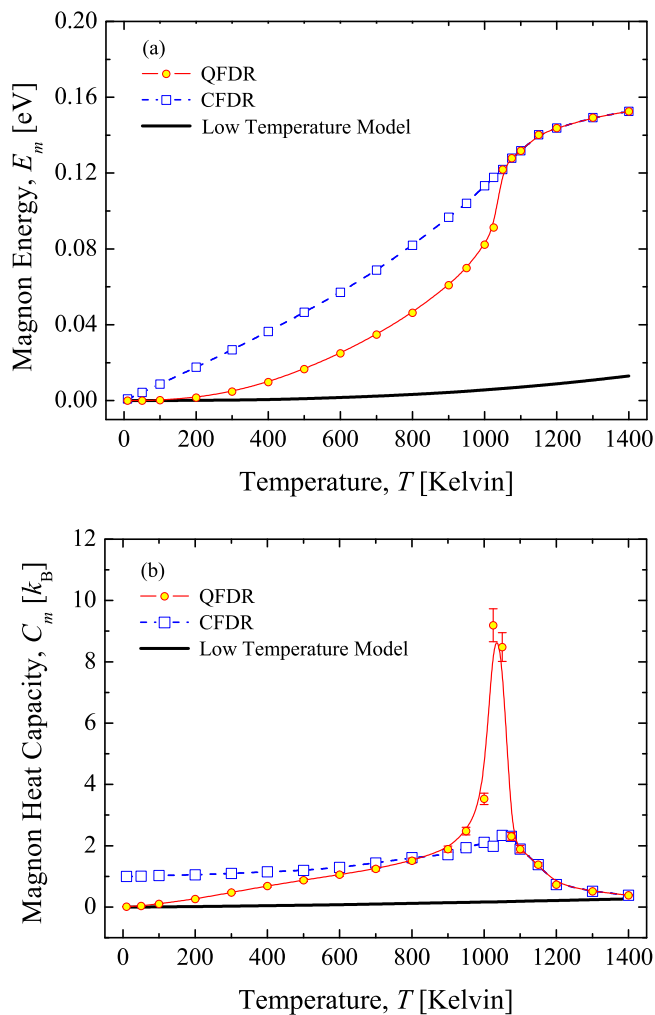 0.20
0.16
0.12
0.08
0.04
0.00
Magnon Energy, E_m [eV]
(a)
QFDR
CFDR
Low Temperature Model
0 200 400 600 800 1000 1200 1400
Temperature, T [Kelvin]
12
10
8
6
4
2
0
Magnon Heat Capacity, C_m [k_B]
(b)
QFDR
CFDR
Low Temperature Model
0 200 400 600 800 1000 1200 1400
Temperature, T [Kelvin]